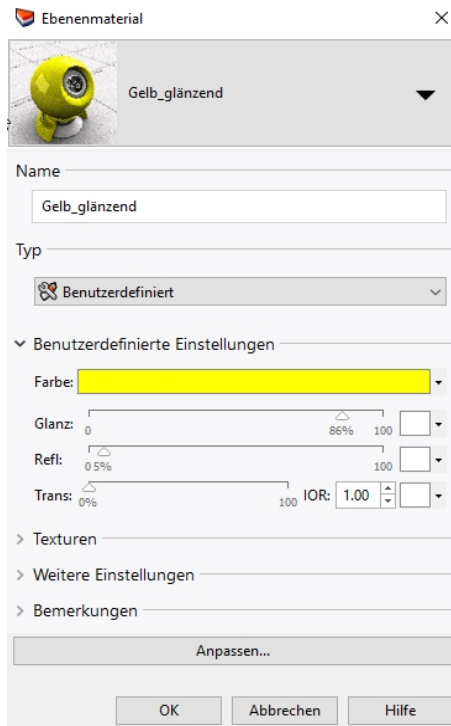 Ebenenmaterial
Gelb_glänzend
Name
Gelb_glänzend
Typ
Benutzerdefiniert
Benutzerdefinierte Einstellungen
Farbe:
Glanz: 0 86% 100
Refl: 0 5% 100
Trans: 0% 100 IOR: 1.00
Texturen
Weitere Einstellungen
Bemerkungen
Anpassen...
OK Abbrechen Hilfe